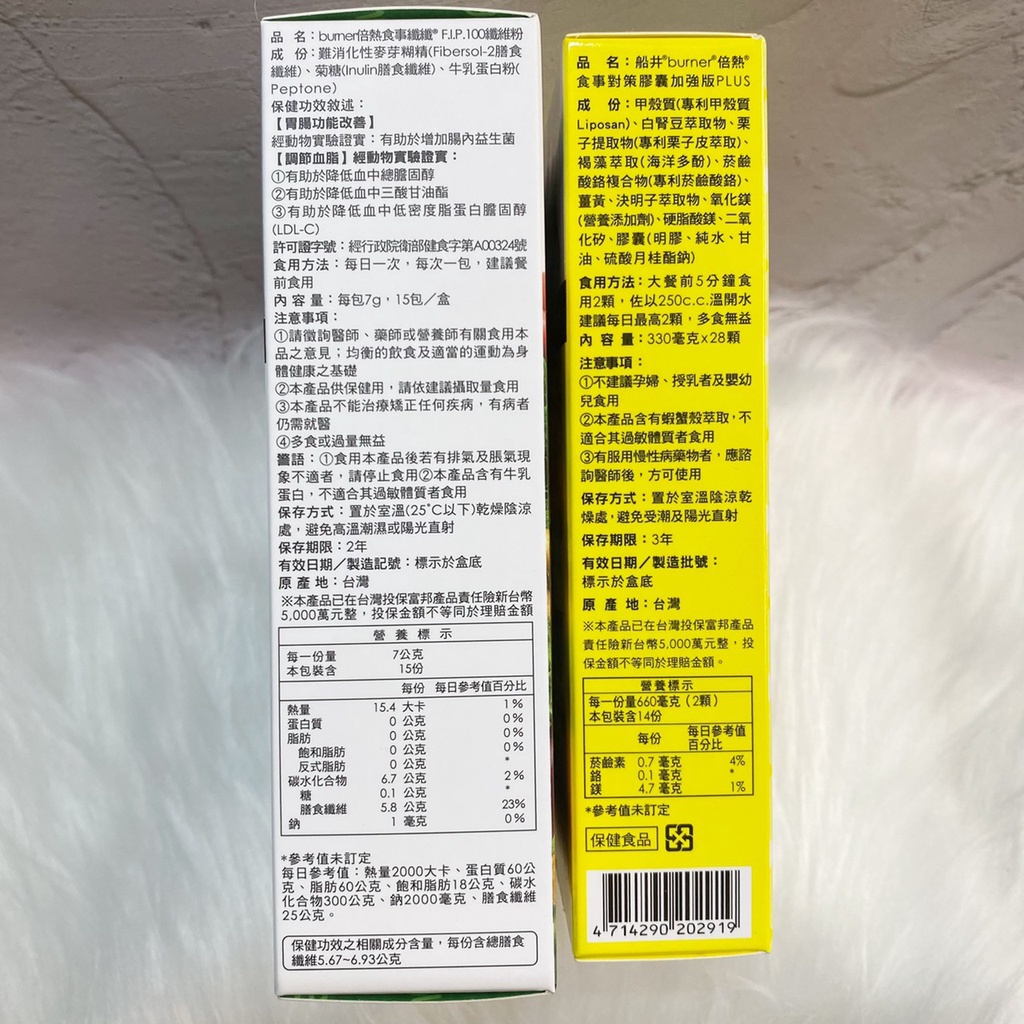 品 名：burner倍熱食事纖纖® F.I.P.100纖維粉
成 份：難消化性麥芽糊精(Fibersol-2膳食
纖維)、菊糖(Inulin膳食纖維)、牛乳蛋白粉(
Peptone)
保健功效敘述：
【胃腸功能改善】
經動物實驗證實：有助於增加腸內益生菌
【調節血脂】經動物實驗證實：
①有助於降低血中總膽固醇
②有助於降低血中三酸甘油酯
③有助於降低血中低密度脂蛋白膽固醇
(LDL-C)
許可證字號：經行政院衛部健食字第A00324號
食用方法：每日一次，每次一包，建議餐
前食用
內 容 量：每包7g，15包／盒
注意事項：
①請徵詢醫師、藥師或營養師有關食用本
品之意見；均衡的飲食及適當的運動為身
體健康之基礎
②本產品供保健用，請依建議攝取量食用
③本產品不能治療矯正任何疾病，有病者
仍需就醫
④多食或過量無益
警語：①食用本產品後若有排氣及脹氣現
象不適者，請停止食用②本產品含有牛乳
蛋白，不適合其過敏體質者食用
保存方式：置於室溫(25˚C以下)乾燥陰涼
處，避免高溫潮濕或陽光直射
保存期限：2年
有效日期／製造記號：標示於盒底
原 產 地：台灣
※本產品已在台灣投保富邦產品責任險新台幣
5,000萬元整，投保金額不等同於理賠金額
營 養 標 示
每一份量 7公克
本包裝含 15份
每份 每日參考值百分比
熱量 15.4 大卡 1%
蛋白質 0 公克 0%
脂肪 0 公克 0%
飽和脂肪 0 公克 0%
反式脂肪 0 公克 *
碳水化合物 6.7 公克 2%
糖 0.1 公克 *
膳食纖維 5.8 公克 23%
鈉 1 毫克 0%
*參考值未訂定
每日參考值：熱量2000大卡、蛋白質60公
克、脂肪60公克、飽和脂肪18公克、碳水
化合物300公克、鈉2000毫克、膳食纖維
25公克。
保健功效之相關成分含量，每份含總膳食
纖維5.67~6.93公克
品 名：船井®burner®倍熱®
食事對策膠囊加強版PLUS
成 份：甲殼質(專利甲殼質
Liposan)、白腎豆萃取物、栗
子提取物(專利栗子皮萃取)、
褐藻萃取(海洋多酚)、菸鹼
酸鉻複合物(專利菸鹼酸鉻)、
薑黃、決明子萃取物、氧化鎂
(營養添加劑)、硬脂酸鎂、二氧
化矽、膠囊(明膠、純水、甘
油、硫酸月桂酯鈉)
食用方法：大餐前5分鐘食
用2顆，佐以250c.c.溫開水
建議每日最高2顆，多食無益
內 容 量：330毫克x28顆
注意事項：
①不建議孕婦、授乳者及嬰幼
兒食用
②本產品含有蝦蟹殼萃取，不
適合其過敏體質者食用
③有服用慢性病藥物者，應諮
詢醫師後，方可使用
保存方式：置於室溫陰涼乾
燥處，避免受潮及陽光直射
保存期限：3年
有效日期／製造批號：
標示於盒底
原 產 地：台灣
※本產品已在台灣投保富邦產品
責任險新台幣5,000萬元整，投
保金額不等同於理賠金額。
營養標示
每一份量660毫克（2顆）
本包裝含14份
每份 每日參考值
百分比
菸鹼素 0.7 毫克 4%
鉻 0.1 毫克 *
鎂 4.7 毫克 1%
*參考值未訂定
保健食品
4 714290 202919